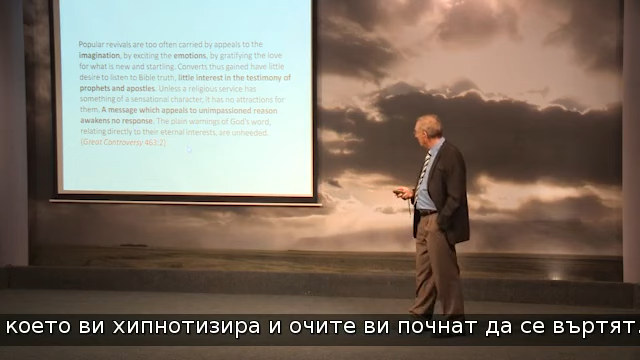 Popular revivals are too often carried by appeals to the
imagination, by exciting the emotions, by gratifying the love
for what is new and startling. Converts thus gained have little
desire to listen to Bible truth, little interest in the testimony of
prophets and apostles. Unless a religious service has
something of a sensational character, it has no attractions for
them. A message which appeals to unimpassioned reason
awakens no response. The plain warnings of God's word,
relating directly to their eternal interests, are unheeded.
{Great Controversy 463.2}
което ви хипнотизира и очите ви почнат да се въртят.